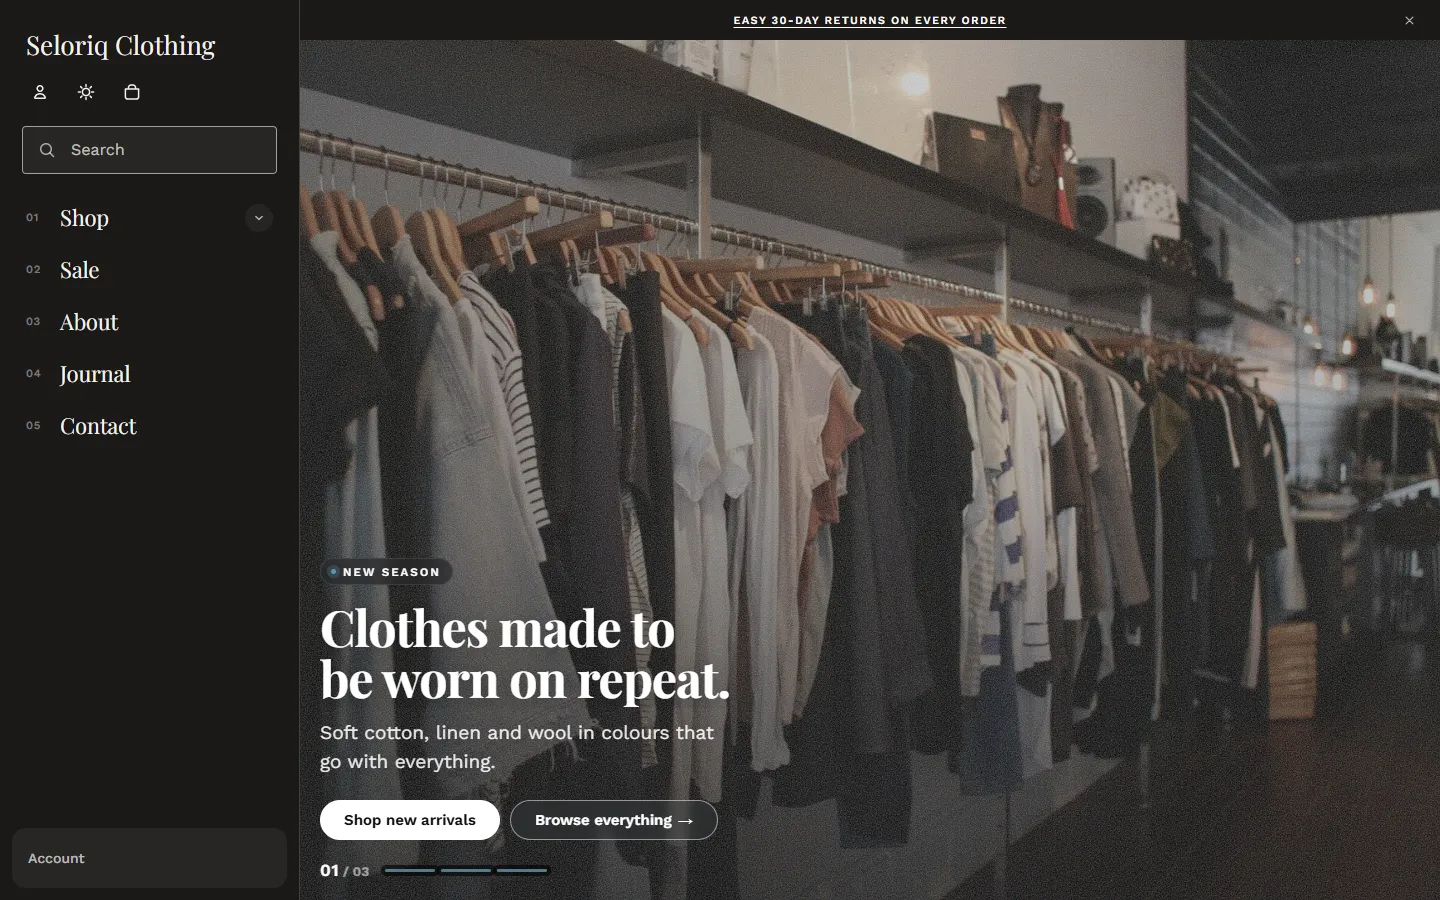 Seloriq Clothing
EASY 30-DAY RETURNS ON EVERY ORDER
Search
01 Shop
02 Sale
03 About
04 Journal
05 Contact
NEW SEASON
Clothes made to
be worn on repeat.
Soft cotton, linen and wool in colours that
go with everything.
Shop new arrivals
Browse everything →
01 / 03
Account